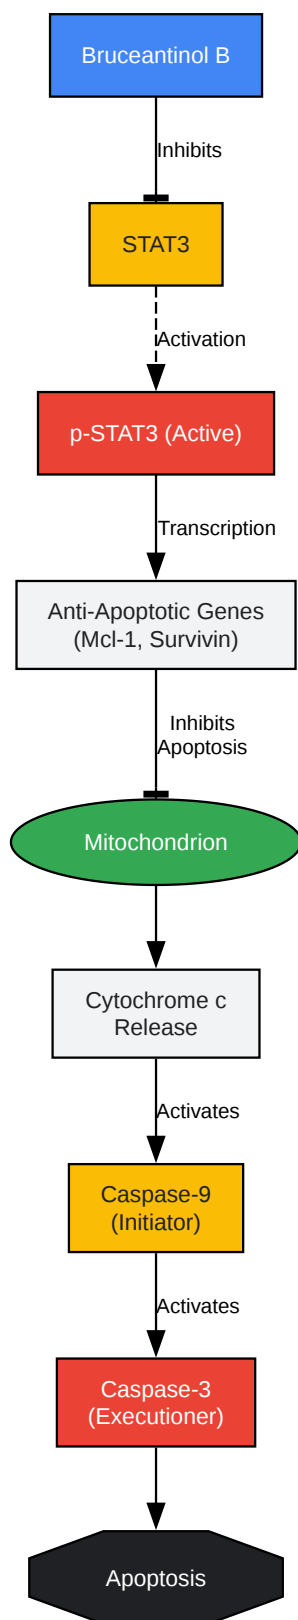 Bruceantinol B
Inhibits
STAT3
Activation
p-STAT3 (Active)
Transcription
Anti-Apoptotic Genes
(Mcl-1, Survivin)
Inhibits
Apoptosis
Mitochondrion
Cytochrome c
Release
Activates
Caspase-9
(Initiator)
Activates
Caspase-3
(Executioner)
Apoptosis